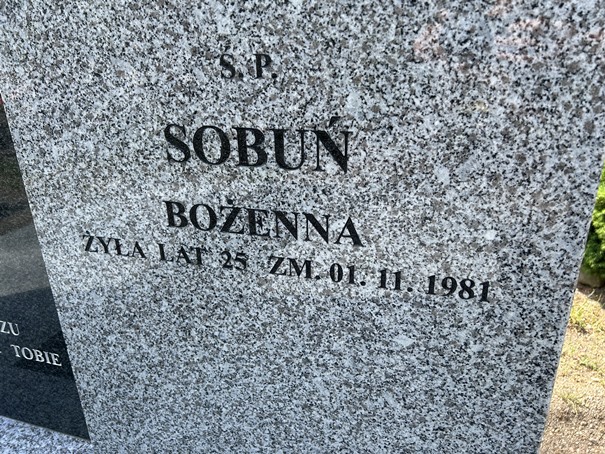 Ś. P.
SOBUŃ
BOŻENNA
ŻYŁA LAT 25 ZM. 01. 11. 1981
ZU
TOBIE